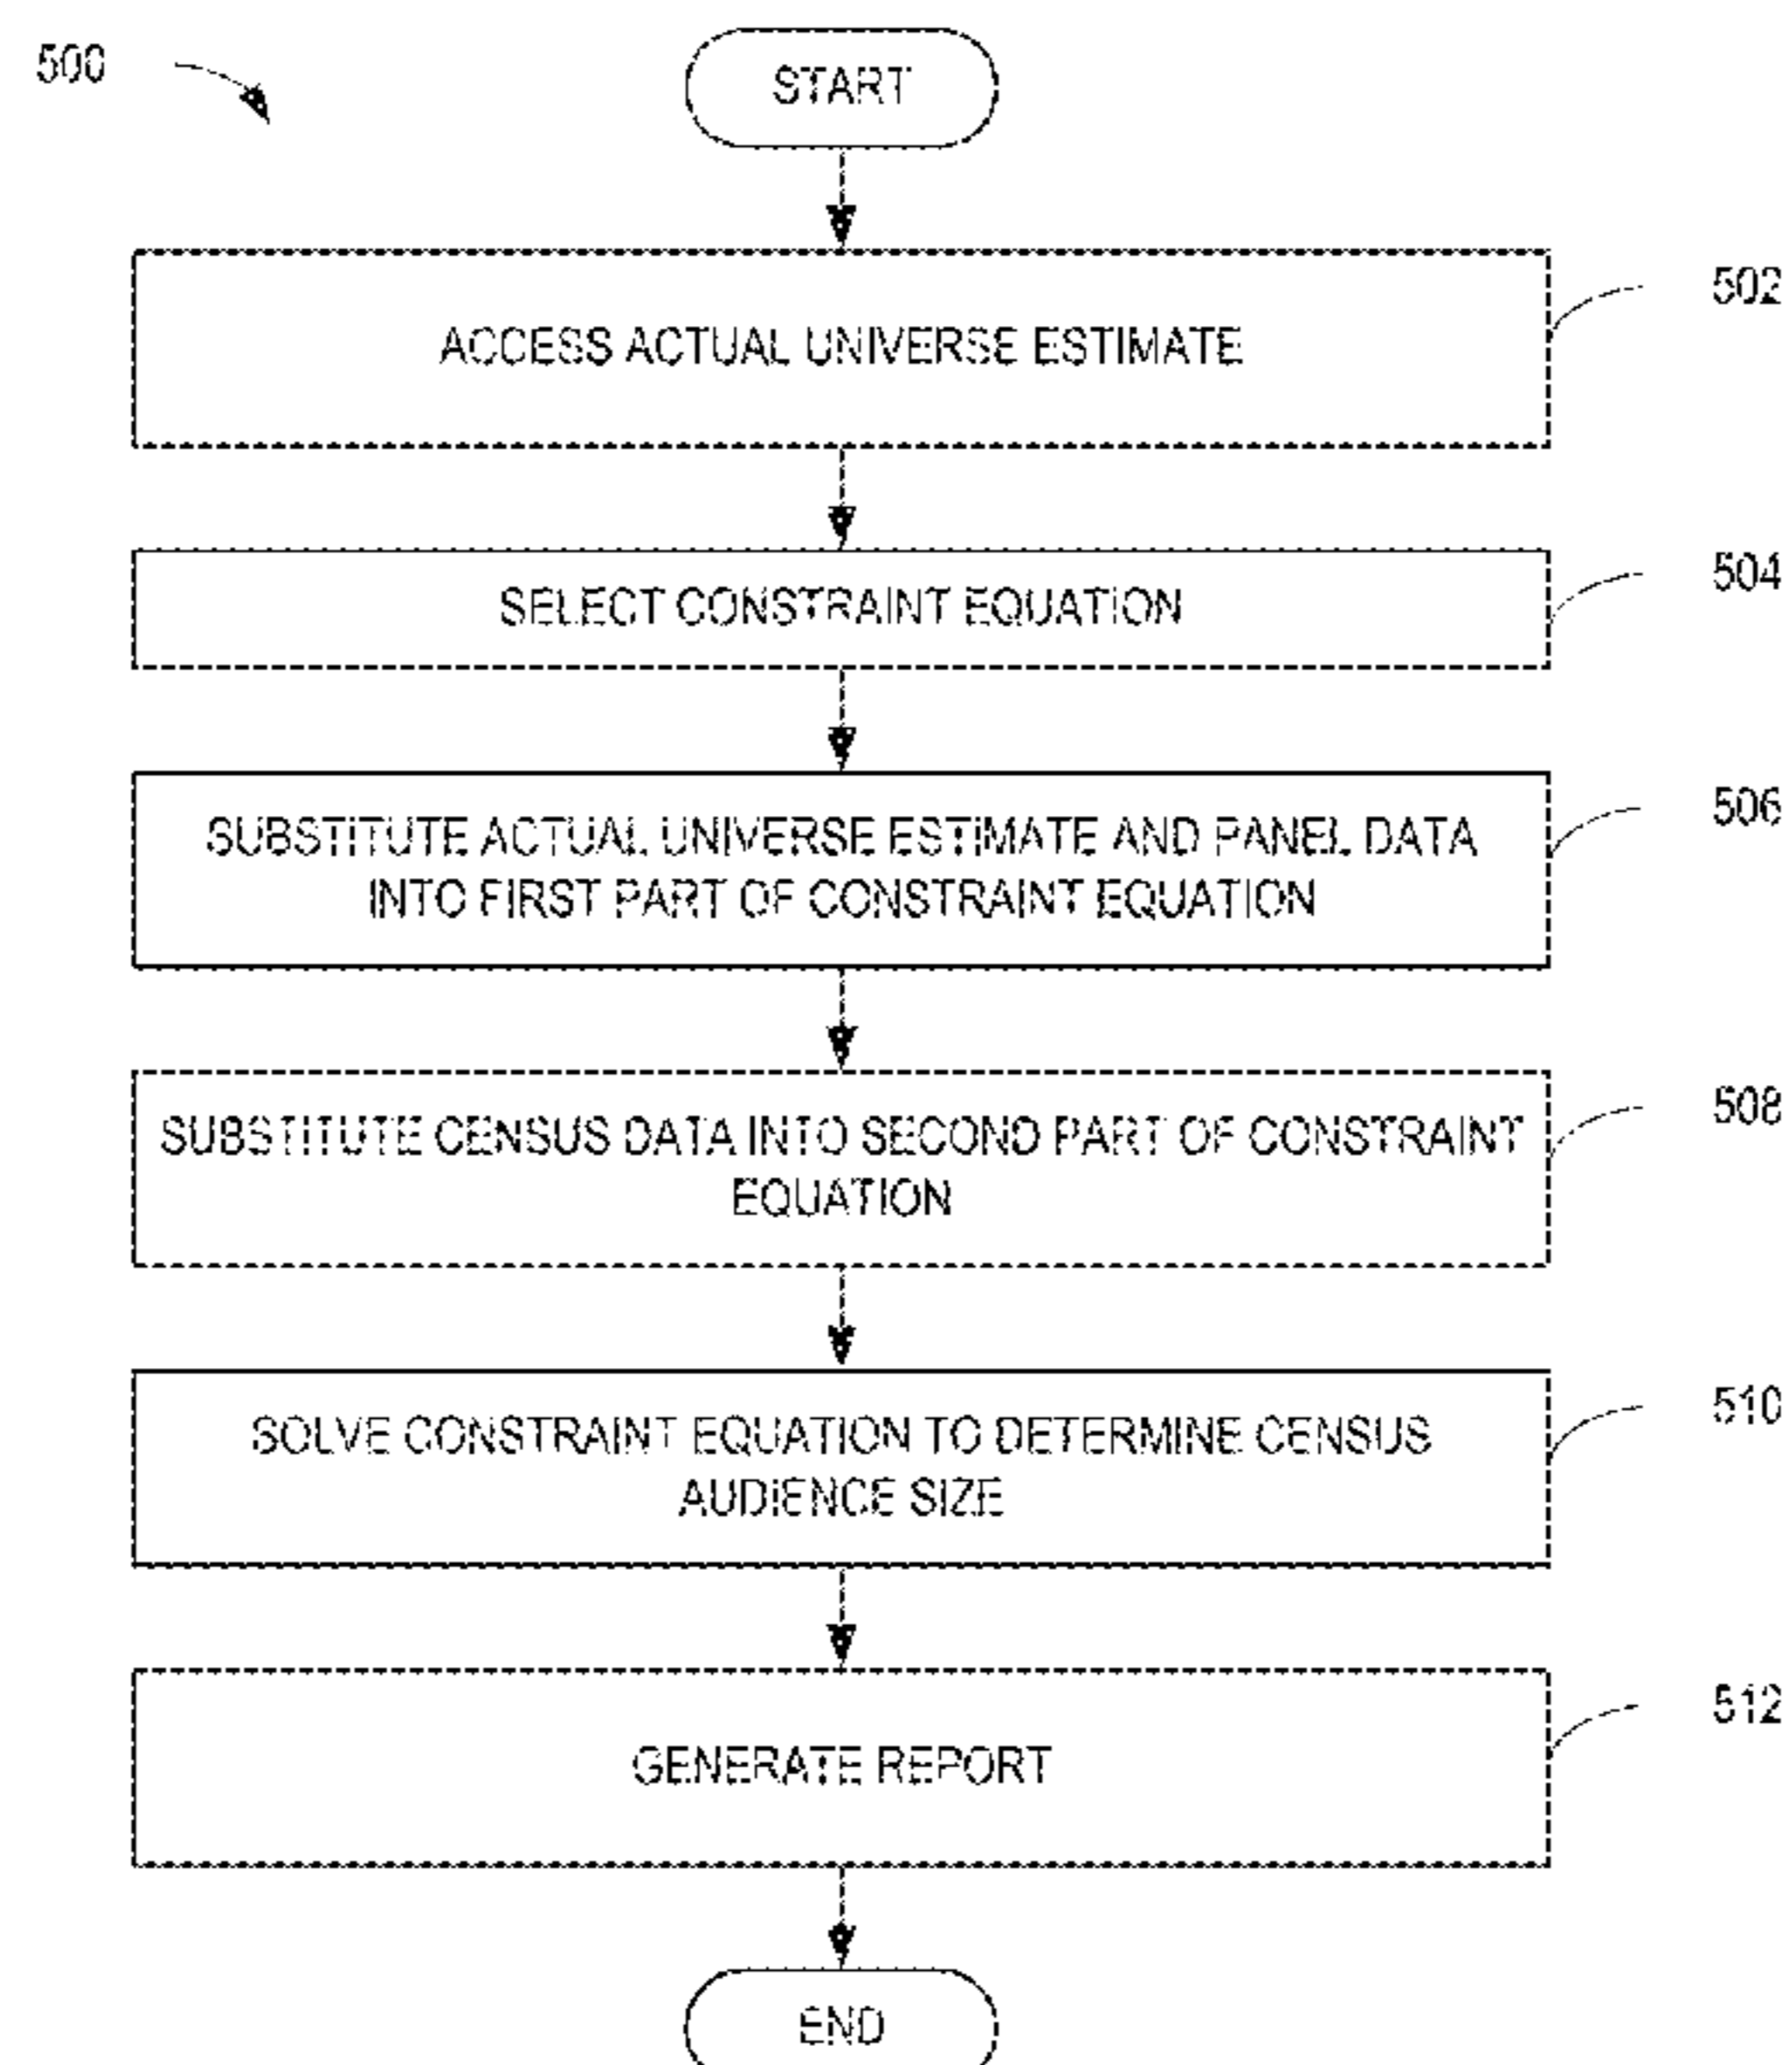 500
START
ACCESS ACTUAL UNIVERSE ESTIMATE
502
SELECT CONSTRAINT EQUATION
504
SUBSTITUTE ACTUAL UNIVERSE ESTIMATE AND PANEL DATA
INTO FIRST PART OF CONSTRAINT EQUATION
506
SUBSTITUTE CENSUS DATA INTO SECOND PART OF CONSTRAINT
EQUATION
508
SOLVE CONSTRAINT EQUATION TO DETERMINE CENSUS
AUDIENCE SIZE
510
GENERATE REPORT
512
END